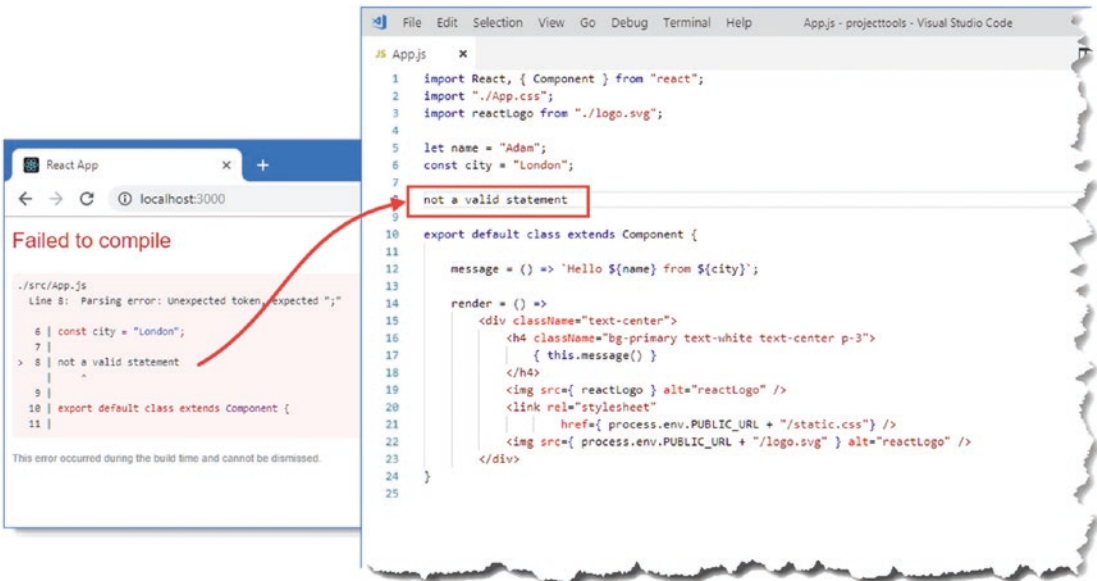 File Edit Selection View Go Debug Terminal Help App.js - projecttools - Visual Studio Code
JS App.js ×
1 import React, { Component } from "react";
2 import "./App.css";
3 import reactLogo from "./logo.svg";
4
5 let name = "Adam";
6 const city = "London";
7
not a valid statement
9
10 export default class extends Component {
11
12 message = () => `Hello ${name} from ${city}`;
13
14 render = () =>
15 <div className="text-center">
16 <h4 className="bg-primary text-white text-center p-3">
17 { this.message() }
18 </h4>
19 <img src={ reactLogo } alt="reactLogo" />
20 <link rel="stylesheet"
21 href={ process.env.PUBLIC_URL + "/static.css"} />
22 <img src={ process.env.PUBLIC_URL + "/logo.svg" } alt="reactLogo" />
23 </div>
24 }
25
React App × +
localhost:3000
Failed to compile
./src/App.js
Line 8: Parsing error: Unexpected token, expected ";"
6 | const city = "London";
7 |
> 8 | not a valid statement
| ^
9 |
10 | export default class extends Component {
11 |
This error occurred during the build time and cannot be dismissed.